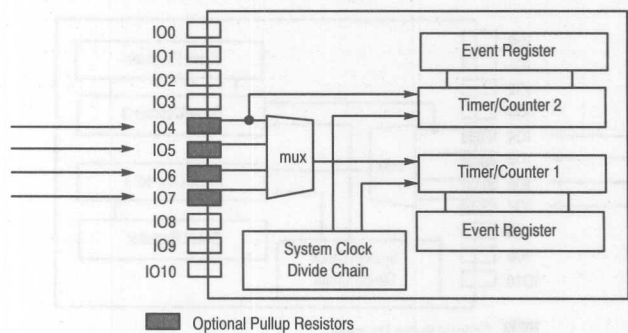 IO0
IO1
IO2
IO3
IO4
IO5
IO6
IO7
IO8
IO9
IO10
mux
Event Register
Timer/Counter 2
Timer/Counter 1
Event Register
System Clock
Divide Chain
Optional Pullup Resistors